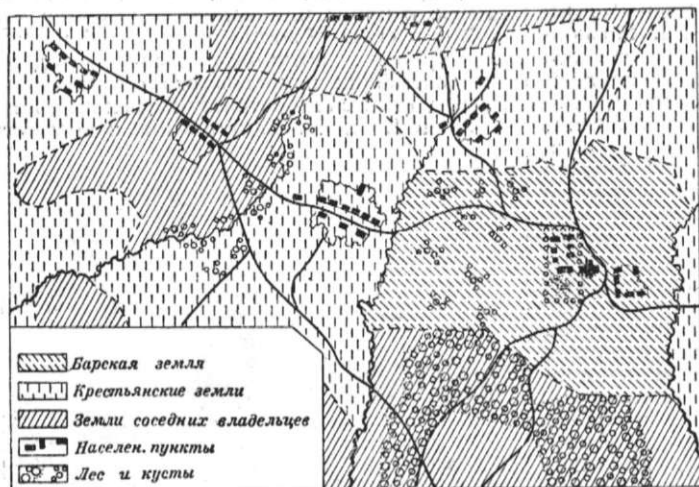 Барская земля
Крестьянские земли
Земли соседних владельцев
Населен. пункты
Лес и кусты